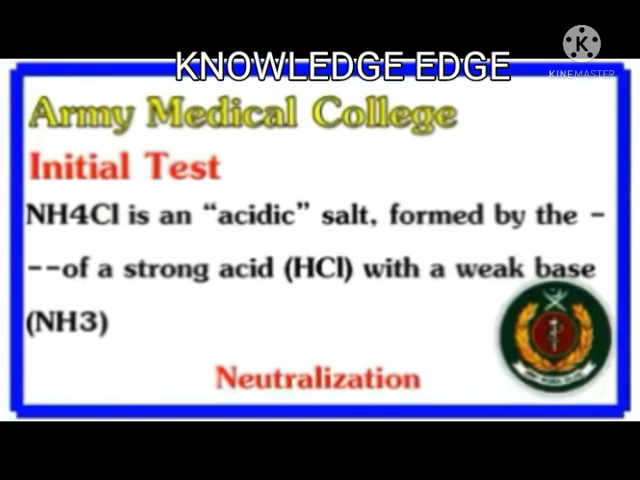 KNOWLEDGE EDGE
K
KINEMASTER
Army Medical College
Initial Test
NH4Cl is an “acidic” salt, formed by the -
--of a strong acid (HCl) with a weak base
(NH3)
Neutralization